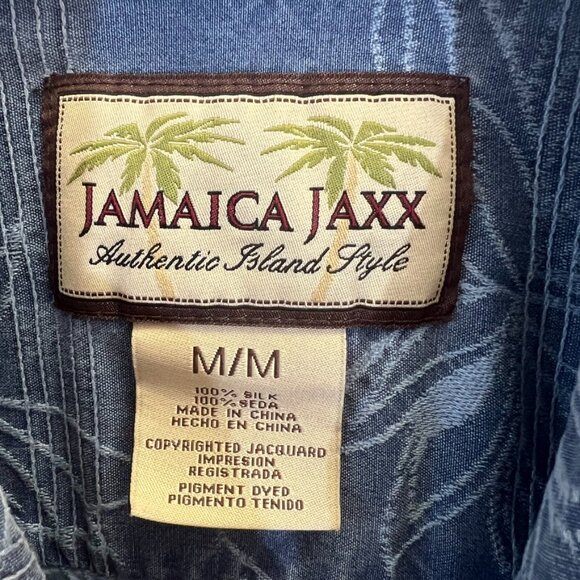 JAMAICA JAXX
Authentic Island Style
M/M
100% SILK
100% SEDA
MADE IN CHINA
HECHO EN CHINA
COPYRIGHTED JACQUARD
IMPRESION
REGISTRADA
PIGMENT DYED
PIGMENTO TENIDO